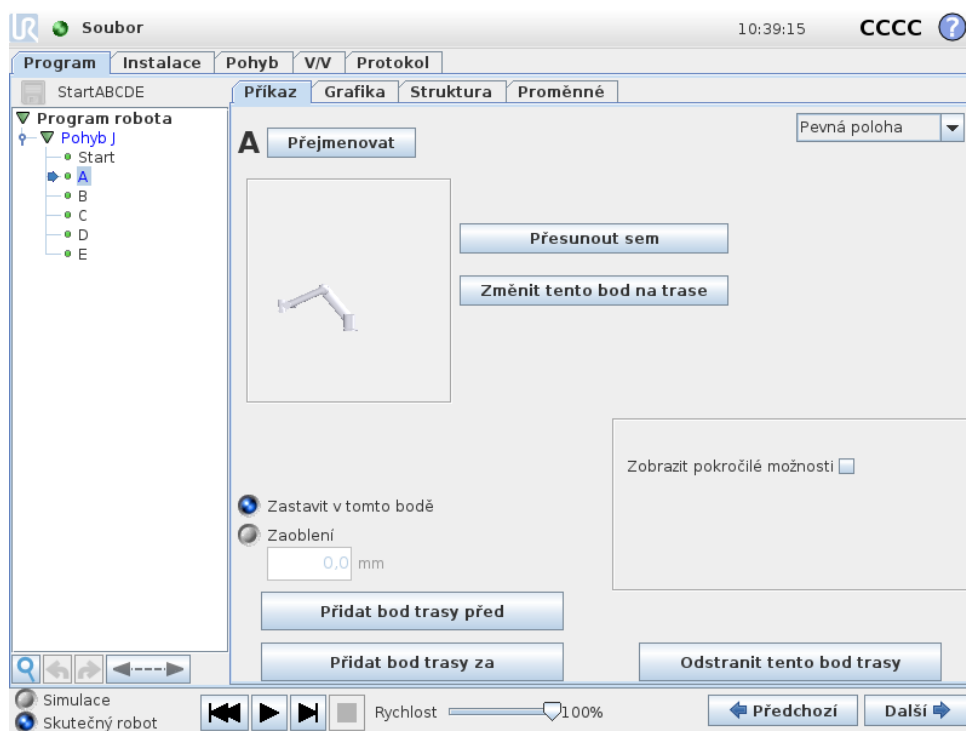 UR Soubor 10:39:15 CCCC ?
Program Instalace Pohyb V/V Protokol
StartABCDE Příkaz Grafika Struktura Proměnné
Program robota
Pohyb J
Start
A
B
C
D
E
A Přejmenovat Pevná poloha
Přesunout sem
Změnit tento bod na trase
Zobrazit pokročilé možnosti
Zastavit v tomto bodě
Zaoblení
0,0 mm
Přidat bod trasy před
Přidat bod trasy za Odstranit tento bod trasy
Simulace
Skutečný robot
Rychlost 100% Předchozí Další